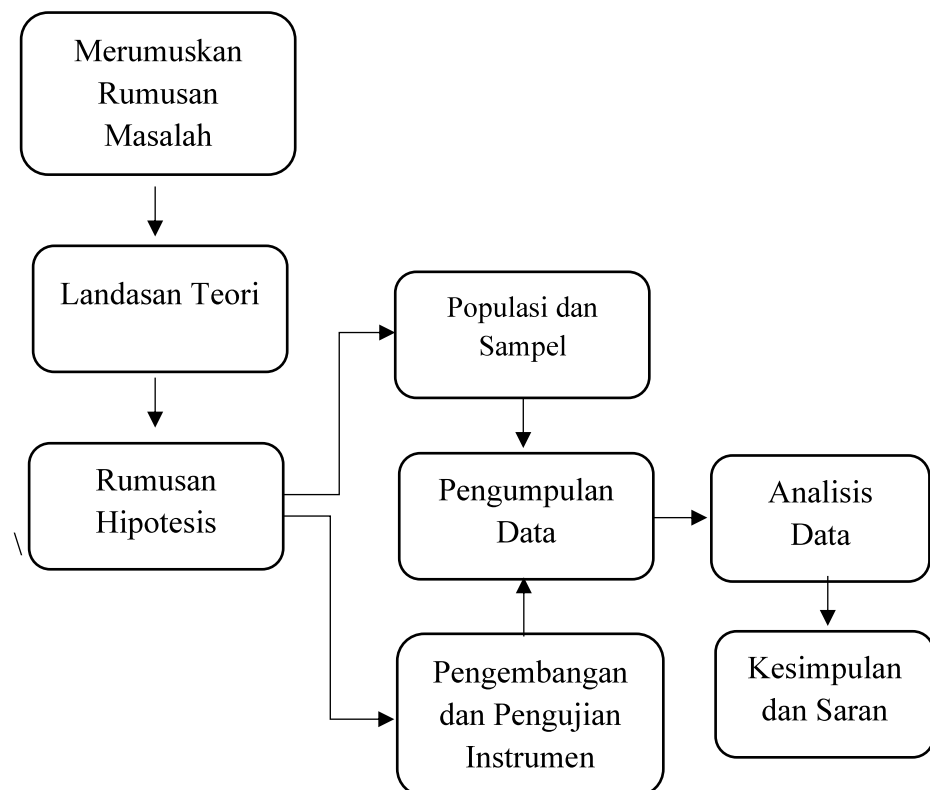 Merumuskan
Rumusan
Masalah
Landasan Teori
Rumusan
Hipotesis
\
Populasi dan
Sampel
Pengumpulan
Data
Pengembangan
dan Pengujian
Instrumen
Analisis
Data
Kesimpulan
dan Saran